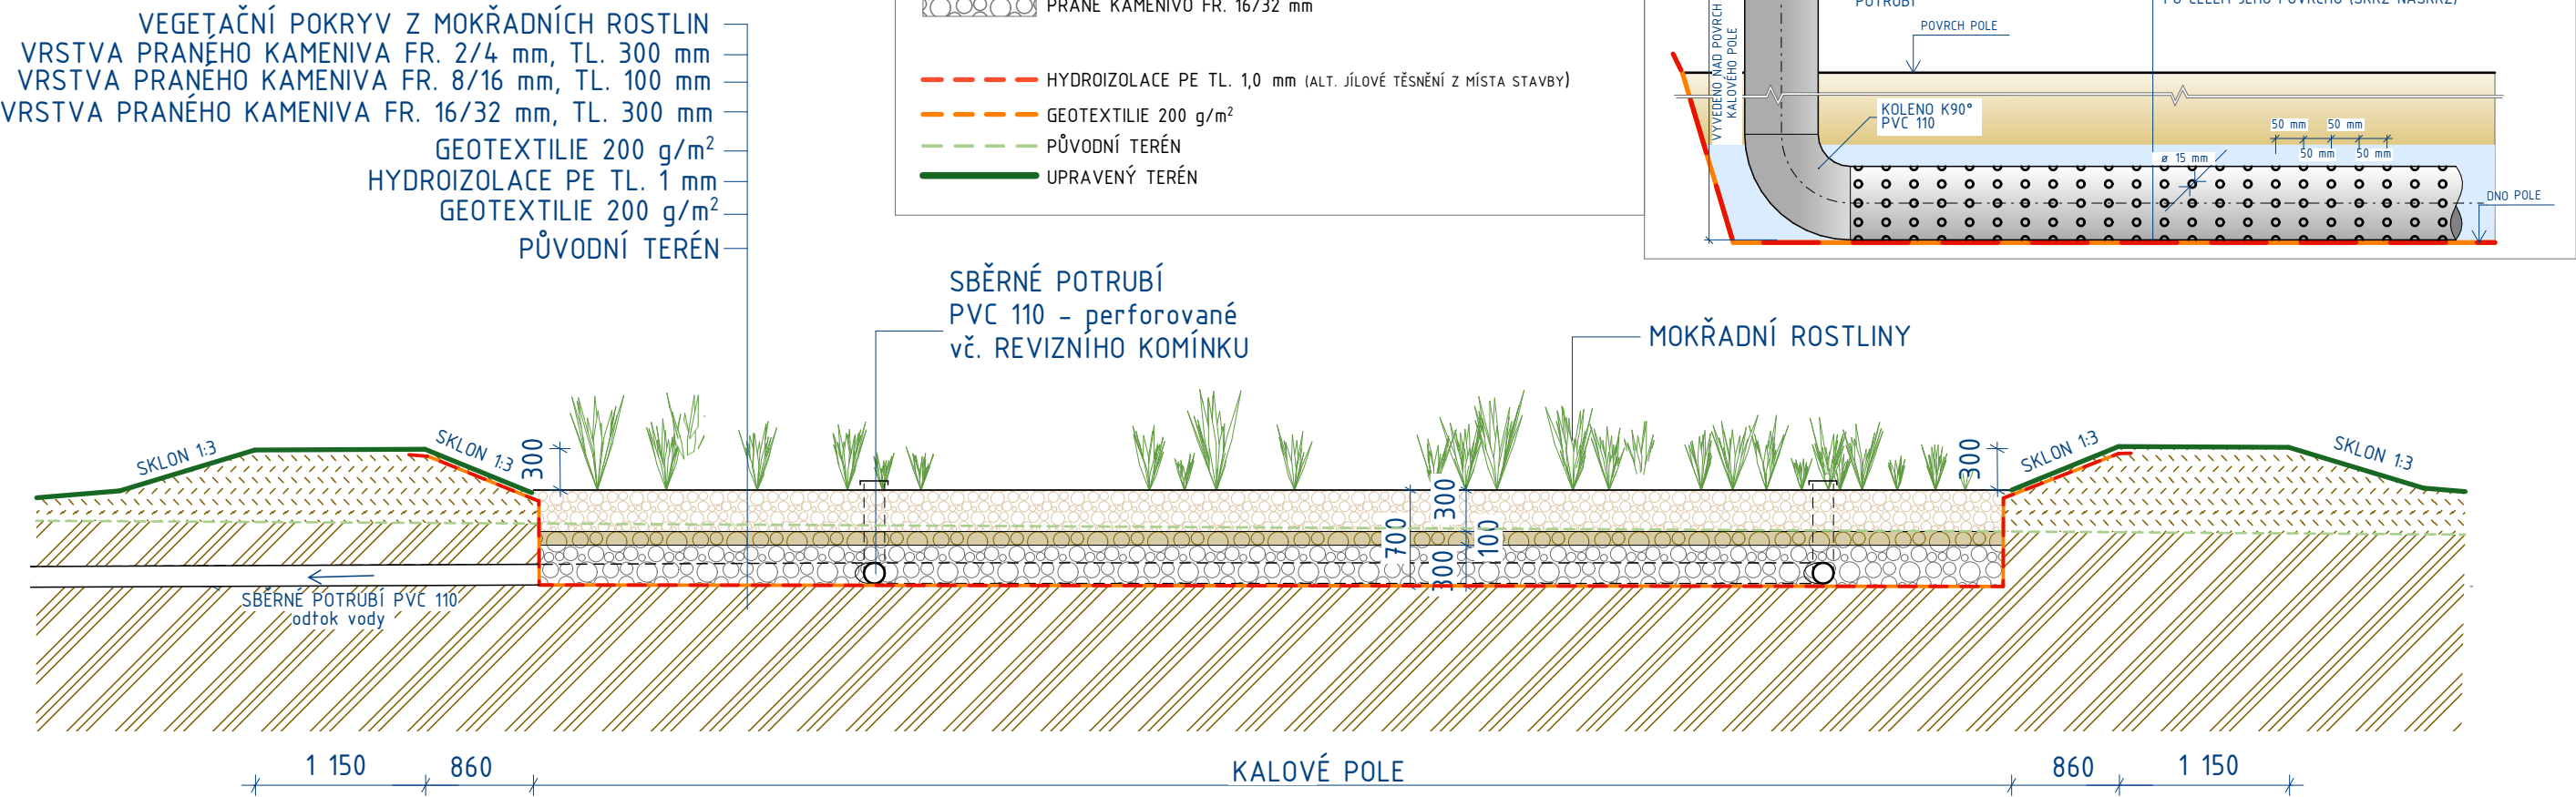 VEGETAČNÍ POKRYV Z MOKŘADNÍCH ROSTLIN
VRSTVA PRANÉHO KAMENIVA FR. 2/4 mm, TL. 300 mm
VRSTVA PRANÉHO KAMENIVA FR. 8/16 mm, TL. 100 mm
VRSTVA PRANÉHO KAMENIVA FR. 16/32 mm, TL. 300 mm
GEOTEXTILIE 200 g/m²
HYDROIZOLACE PE TL. 1 mm
GEOTEXTILIE 200 g/m²
PŮVODNÍ TERÉN
PRANÉ KAMENIVO FR. 16/32 mm
HYDROIZOLACE PE TL. 1,0 mm (ALT. JÍLOVÉ TĚSNĚNÍ Z MÍSTA STAVBY)
GEOTEXTILIE 200 g/m²
PŮVODNÍ TERÉN
UPRAVENÝ TERÉN
POTRUBÍ
PO CELÉM JEHO POVRCHU (SKRZ NASKRZ)
VYVEDENO NAD POVRCH
KALOVÉHO POLE
POVRCH POLE
KOLENO K90°
PVC 110
50 mm
50 mm
50 mm
50 mm
ø 15 mm
DNO POLE
SBĚRNÉ POTRUBÍ
PVC 110 - perforované
vč. REVIZNÍHO KOMÍNKU
MOKŘADNÍ ROSTLINY
SKLON 1:3
SKLON 1:3
300
300
SKLON 1:3
SKLON 1:3
700
300
100
300
SBĚRNÉ POTRUBÍ PVC 110
odtok vody
1 150
860
KALOVÉ POLE
860
1 150